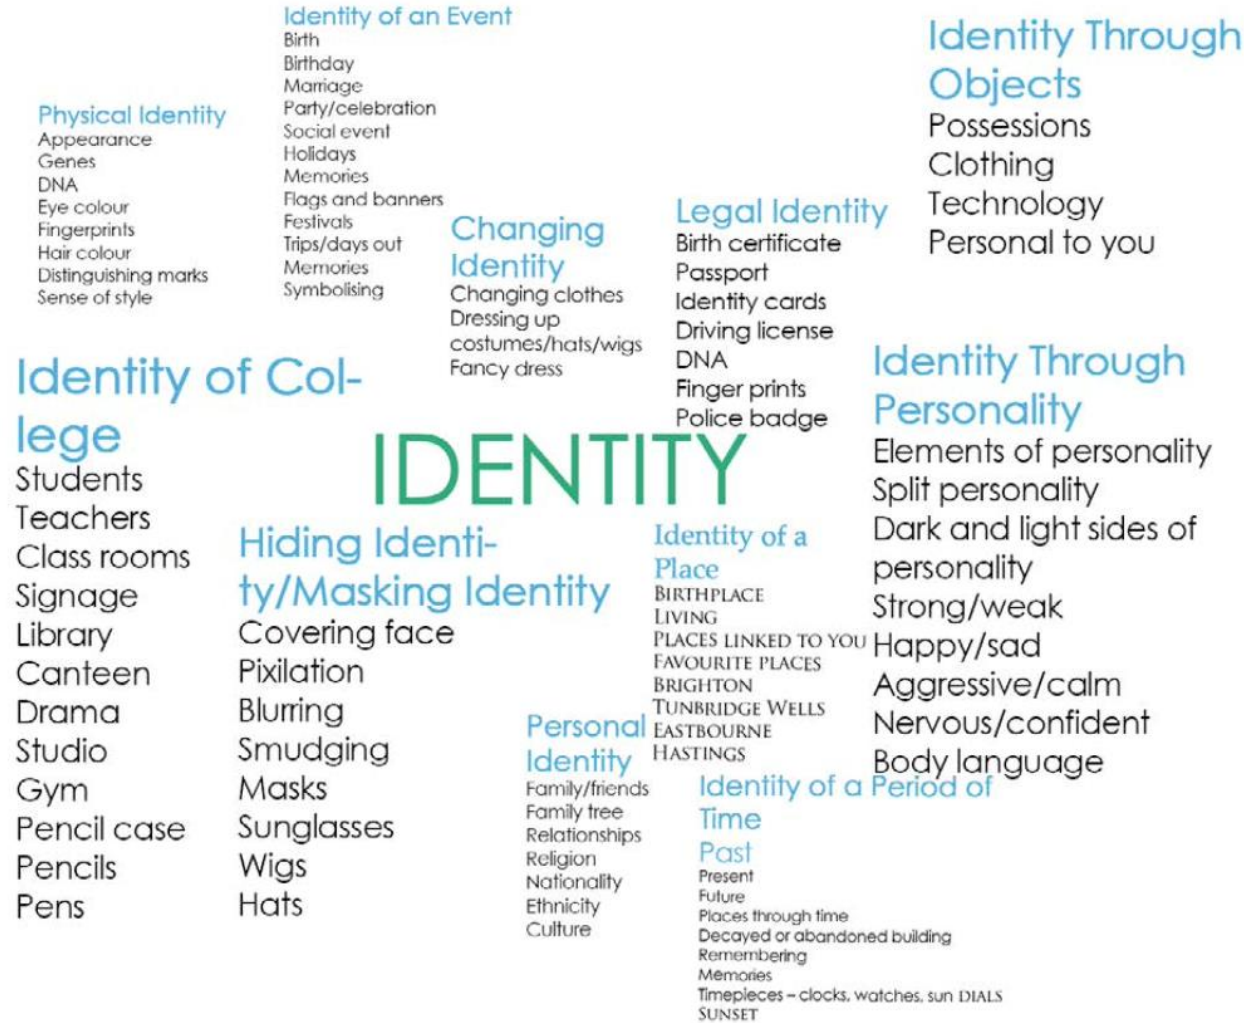 Identity of an Event
Birth
Birthday
Marriage
Party/celebration
Social event
Holidays
Memories
Flags and banners
Festivals
Trips/days out
Memories
Symbolising
Identity Through
Objects
Possessions
Clothing
Technology
Personal to you
Physical Identity
Appearance
Genes
DNA
Eye colour
Fingerprints
Hair colour
Distinguishing marks
Sense of style
Changing
Identity
Changing clothes
Dressing up
costumes/hats/wigs
Fancy dress
Legal Identity
Birth certificate
Passport
Identity cards
Driving license
DNA
Finger prints
Police badge
Identity of Col-
lege
Students
Teachers
Class rooms
Signage
Library
Canteen
Drama
Studio
Gym
Pencil case
Pencils
Pens
IDENTITY
Identity Through
Personality
Elements of personality
Split personality
Dark and light sides of
personality
Strong/weak
Happy/sad
Aggressive/calm
Nervous/confident
Body language
Hiding Identi-
ty/Masking Identity
Covering face
Pixilation
Blurring
Smudging
Masks
Sunglasses
Wigs
Hats
Identity of a
Place
BIRTHPLACE
LIVING
PLACES LINKED TO YOU
FAVOURITE PLACES
BRIGHTON
TUNBRIDGE WELLS
EASTBOURNE
HASTINGS
Personal
Identity
Family/friends
Family tree
Relationships
Religion
Nationality
Ethnicity
Culture
Identity of a Period of
Time
Past
Present
Future
Places through time
Decayed or abandoned building
Remembering
Memories
Timepieces – clocks, watches, sun DIALS
SUNSET